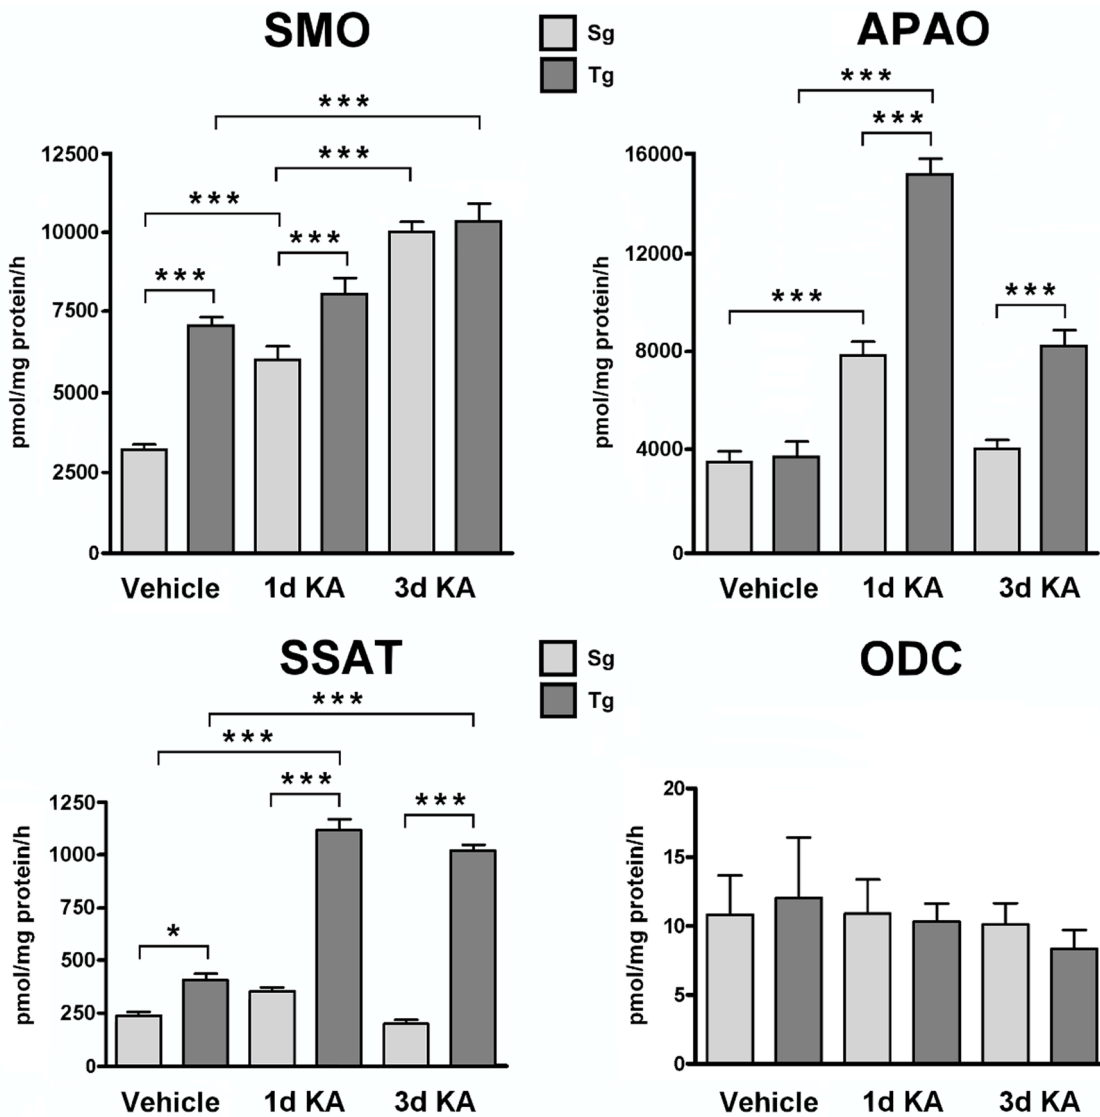 SMO
Sg
Tg
APAO
***
***
***
***
***
***
***
12500
10000
7500
5000
2500
0
pmol/mg protein/h
Vehicle 1d KA 3d KA
***
***
16000
12000
8000
4000
0
pmol/mg protein/h
Vehicle 1d KA 3d KA
SSAT
Sg
Tg
ODC
***
***
***
***
*
1250
1000
750
500
250
0
pmol/mg protein/h
Vehicle 1d KA 3d KA
20
15
10
5
0
pmol/mg protein/h
Vehicle 1d KA 3d KA